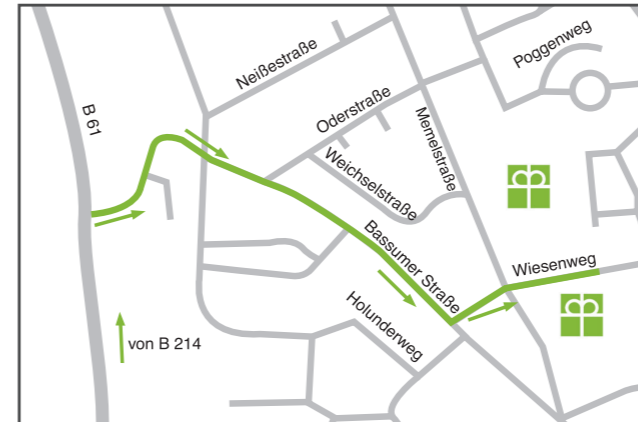 Neißestraße
Poggenweg
B 61
Oderstraße
Memelstraße
Weichselstraße
Bassumer Straße
Wiesenweg
Holunderweg
von B 214